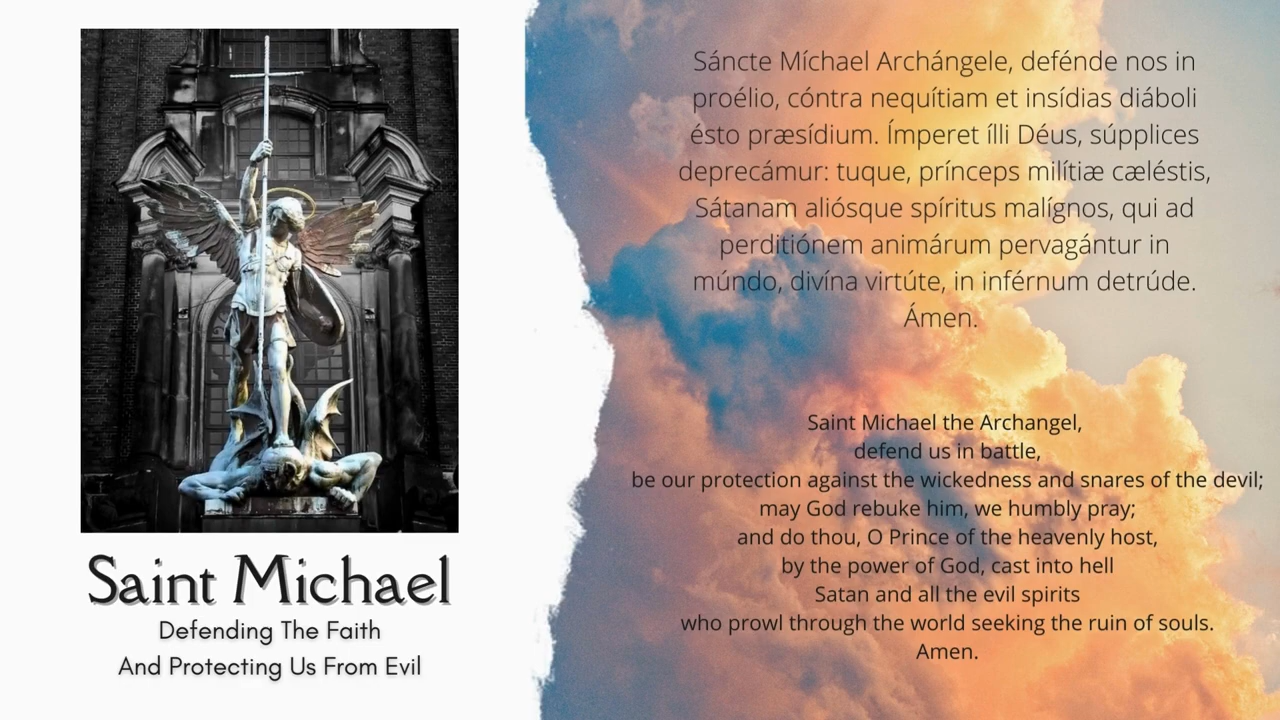 Saint Michael
Defending The Faith
And Protecting Us From Evil
Sáncte Míchael Archángele, defénde nos in
proélio, cóntra nequítiam et insídias diáboli
ésto præsídium. Ímperet ílli Déus, súpplices
deprecámur: tuque, prínceps milítiæ cæléstis,
Sátanam aliósque spíritus malígnos, qui ad
perditiónem animárum pervagántur in
múndo, divína virtúte, in inférnum detrúde.
Ámen.
Saint Michael the Archangel,
defend us in battle,
be our protection against the wickedness and snares of the devil;
may God rebuke him, we humbly pray;
and do thou, O Prince of the heavenly host,
by the power of God, cast into hell
Satan and all the evil spirits
who prowl through the world seeking the ruin of souls.
Amen.